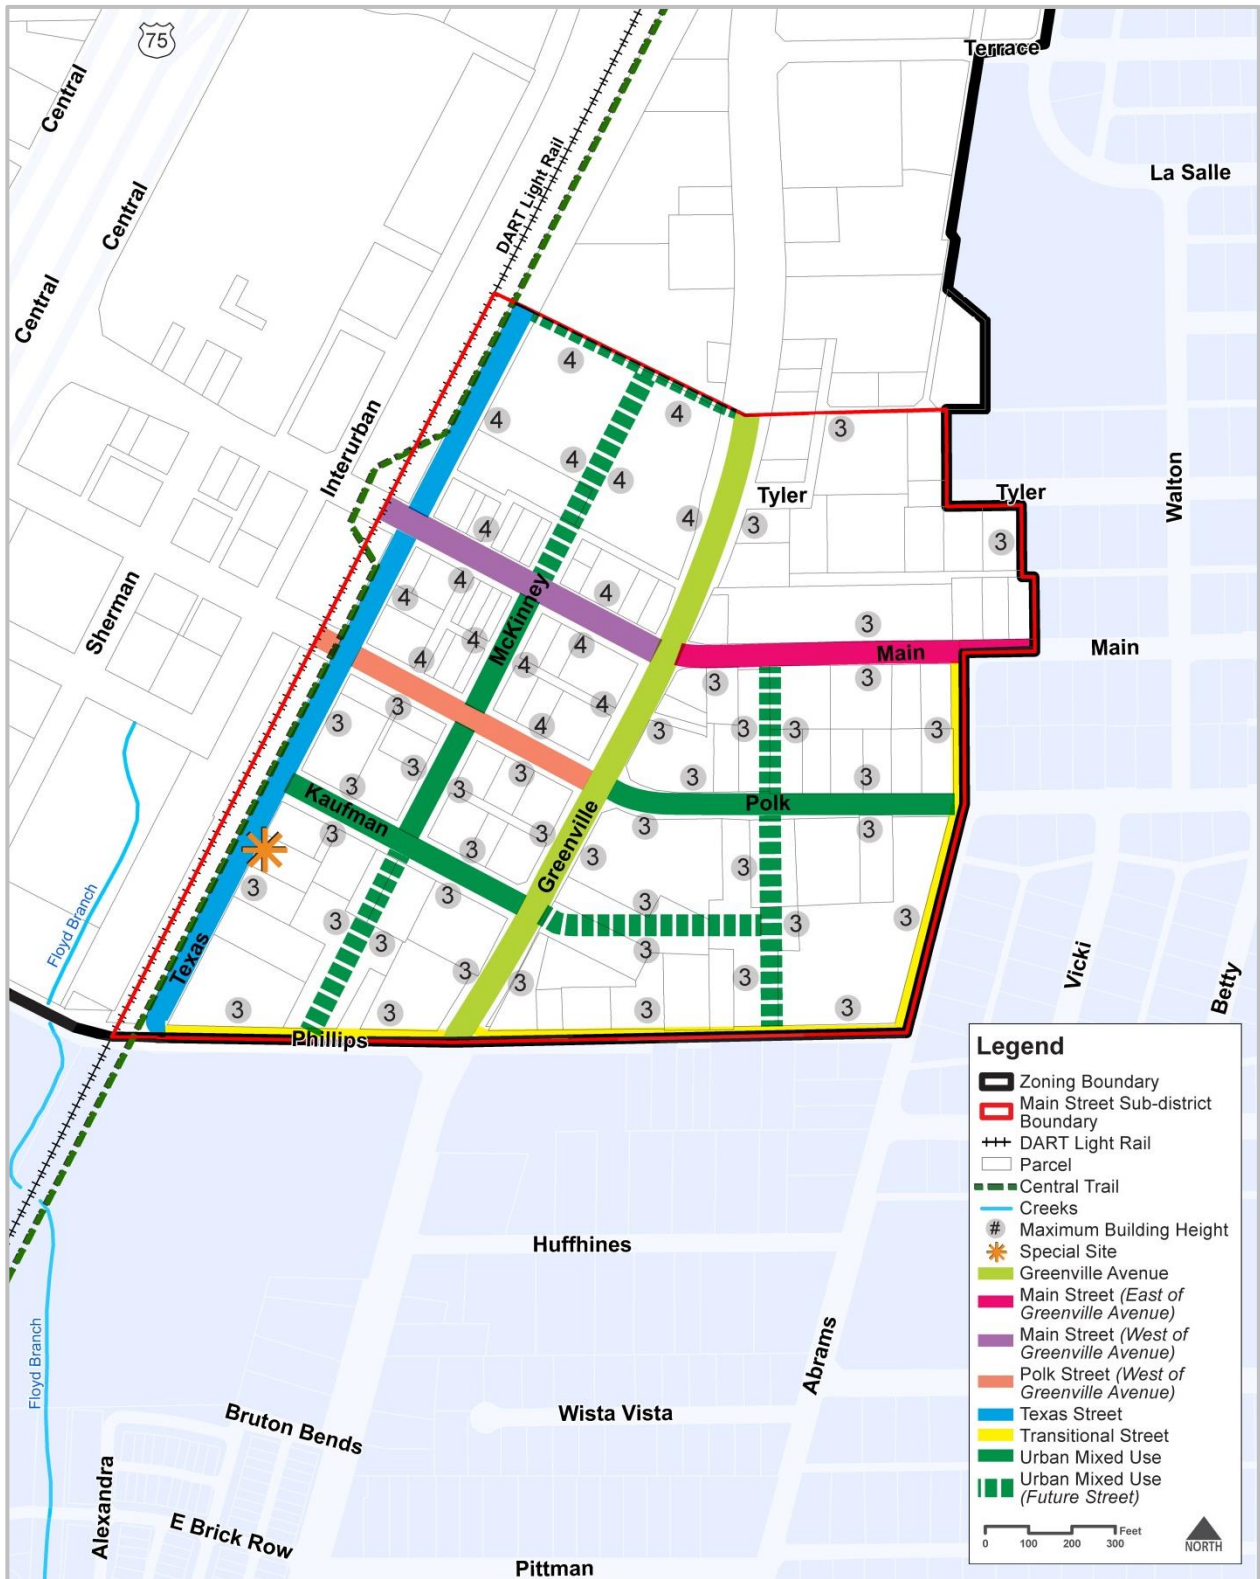 75
Terrace
Central
La Salle
DART Light Rail
Central
Central
4
4
4
3
Interurban
4
4
Walton
Tyler
Tyler
4
3
4
3
4
4
Sherman
4
McKinney
3
4
4
Main
Main
4
4
3
3
3
4
3
4
3
3
3
3
3
3
3
3
3
3
Kaufman
Polk
3
3
3
3
3
Greenville
3
3
3
3
3
Floyd Branch
3
3
3
3
Texas
3
3
3
3
3
3
3
3
3
Phillips
Vicki
Betty
Legend
Zoning Boundary
Main Street Sub-district
Boundary
DART Light Rail
Parcel
Central Trail
Creeks
# Maximum Building Height
Special Site
Greenville Avenue
Main Street (East of
Greenville Avenue)
Main Street (West of
Greenville Avenue)
Polk Street (West of
Greenville Avenue)
Texas Street
Transitional Street
Urban Mixed Use
Urban Mixed Use
(Future Street)
0 100 200 300 Feet
NORTH
Huffhines
Floyd Branch
Abrams
Wista Vista
Bruton Bends
Alexandra
E Brick Row
Pittman